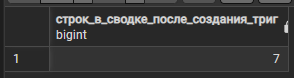 строк_в_сводке_после_создания_триг
bigint
1
7